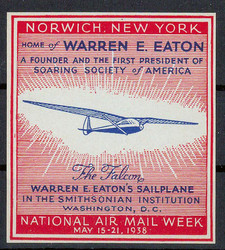 NORWICH, NEW YORK
HOME of WARREN E. EATON
A FOUNDER AND THE FIRST PRESIDENT OF
SOARING SOCIETY of AMERICA
The Falcon
WARREN E. EATON'S SAILPLANE
IN THE SMITHSONIAN INSTITUTION
WASHINGTON, D.C.
NATIONAL AIR MAIL WEEK
MAY 15-21, 1938